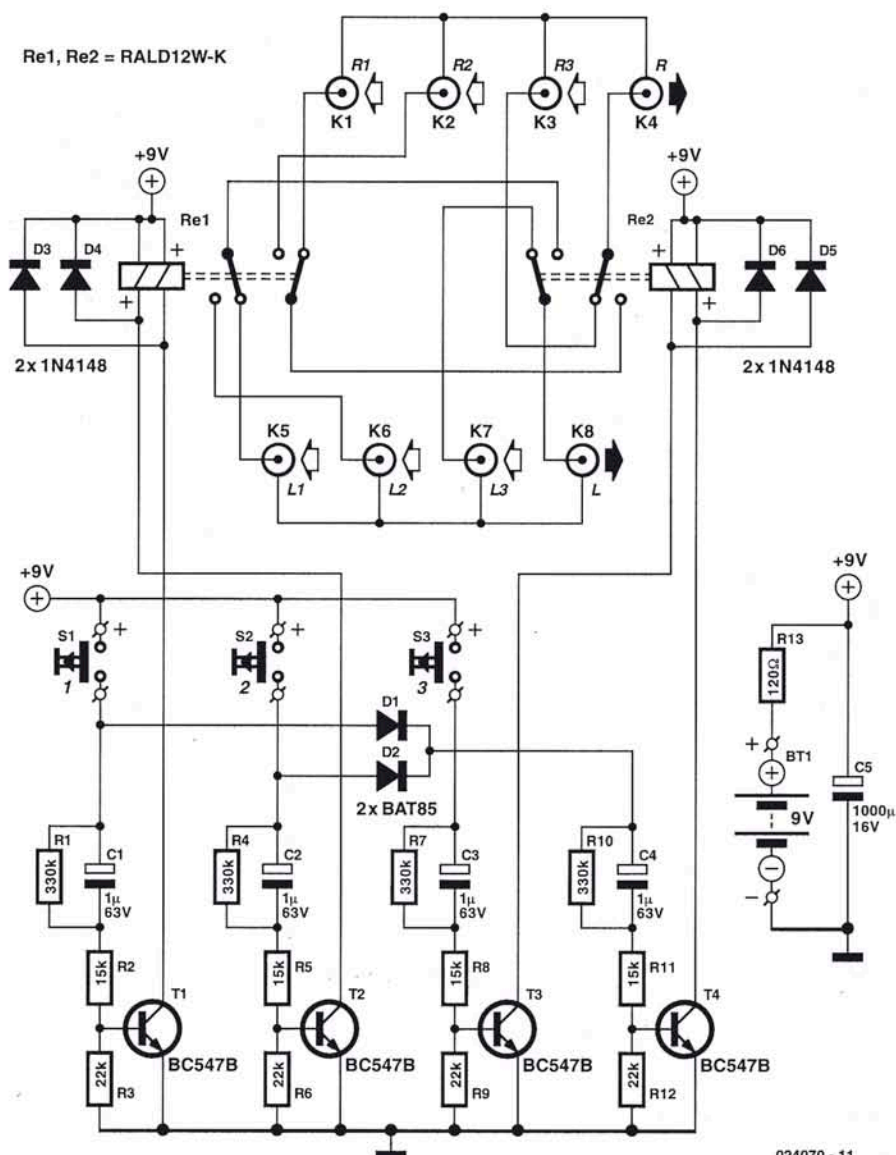 Re1, Re2 = RALD12W-K
R1
R2
R3
R
K1
K2
K3
K4
+9V
+9V
Re1
Re2
D3
D4
+
+
D6
D5
+
+
2x 1N4148
2x 1N4148
K5
K6
K7
K8
L1
L2
L3
L
+9V
+9V
S1
+
S2
+
S3
+
1
2
3
R13
120Ω
D1
D2
2x BAT85
+
BT1
9V
C5
1000µ
16V
−
R1
330k
C1
1µ
63V
R4
330k
C2
1µ
63V
R7
330k
C3
1µ
63V
R10
330k
C4
1µ
63V
15k
R2
15k
R5
15k
R8
15k
R11
T1
T2
T3
T4
BC547B
BC547B
BC547B
BC547B
22k
R3
22k
R6
22k
R9
22k
R12